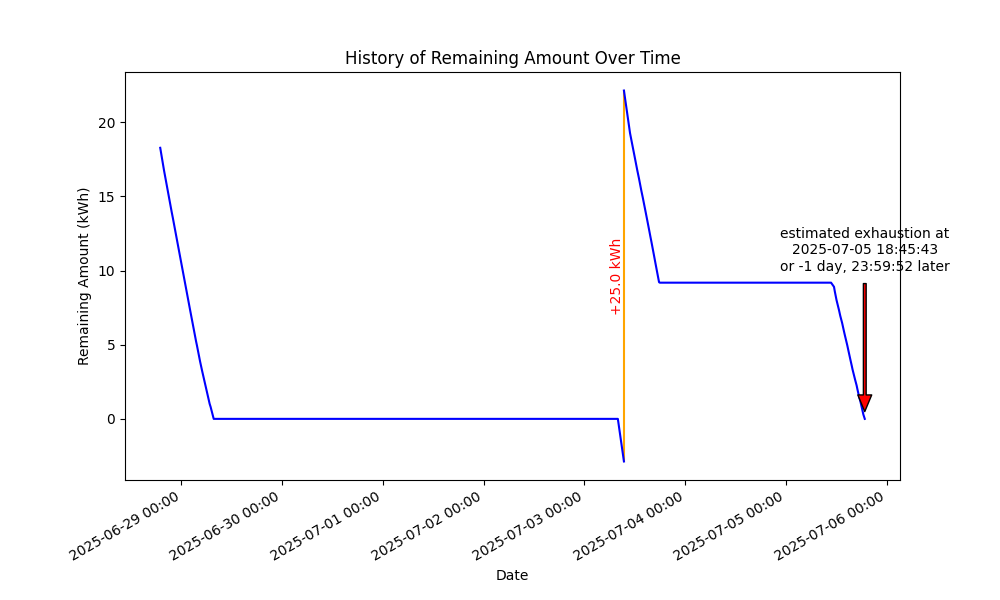 History of Remaining Amount Over Time
Remaining Amount (kWh)
20
15
10
5
0
+25.0 kWh
estimated exhaustion at
2025-07-05 18:45:43
or -1 day, 23:59:52 later
2025-06-29 00:00
2025-06-30 00:00
2025-07-01 00:00
2025-07-02 00:00
2025-07-03 00:00
2025-07-04 00:00
2025-07-05 00:00
2025-07-06 00:00
Date